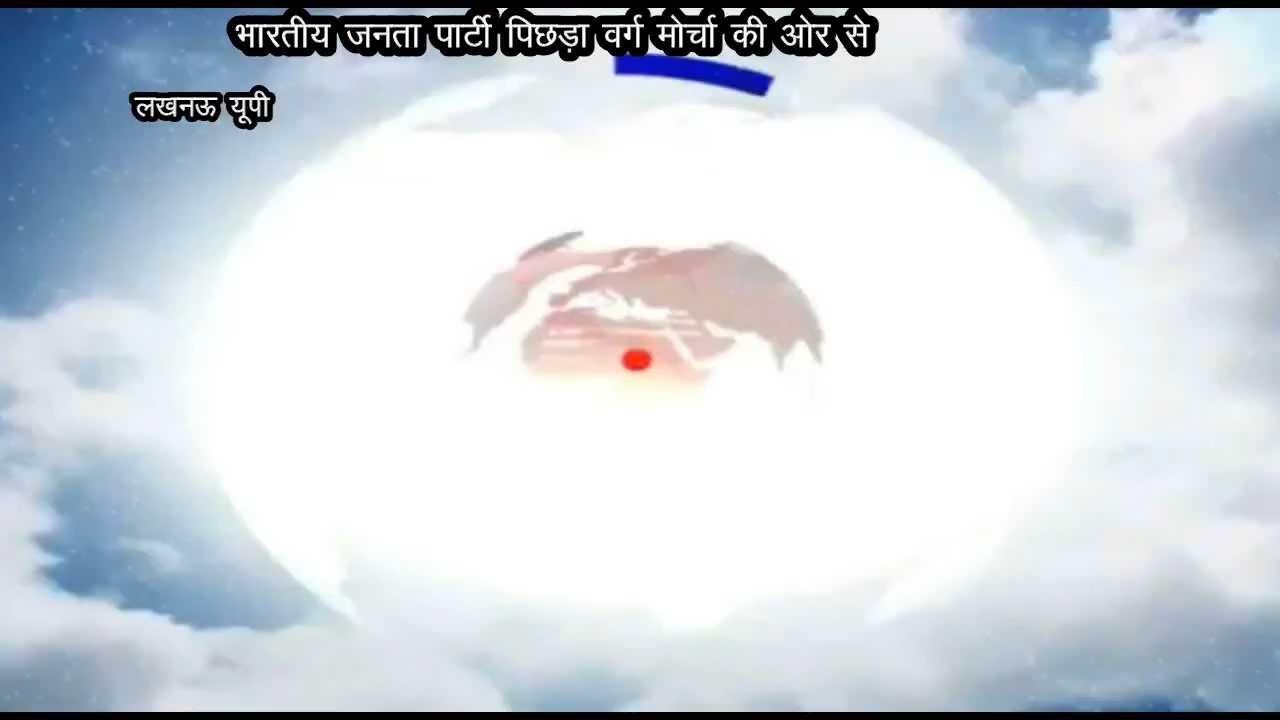 भारतीय जनता पार्टी पिछड़ा वर्ग मोर्चा की ओर से
लखनऊ यूपी